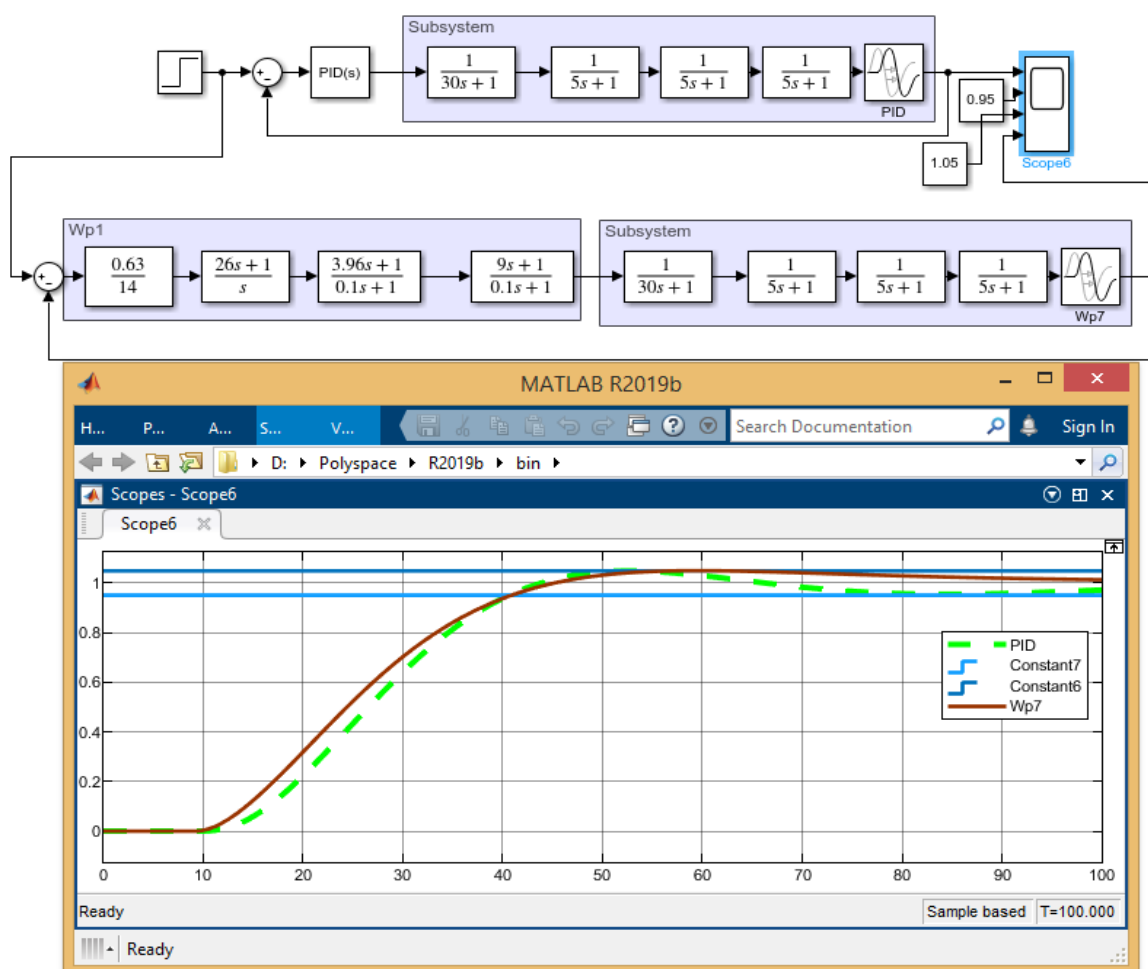 Subsystem
+
−
PID(s)
1
30s + 1
1
5s + 1
1
5s + 1
1
5s + 1
PID
0.95
1.05
Scope6
Wp1
+
−
0.63
14
26s + 1
s
3.96s + 1
0.1s + 1
9s + 1
0.1s + 1
Subsystem
1
30s + 1
1
5s + 1
1
5s + 1
1
5s + 1
Wp7
MATLAB R2019b
H... P... A... S... V... Search Documentation Sign In
D: Polyspace R2019b bin
Scopes - Scope6
Scope6
1
0.8
0.6
0.4
0.2
0
PID
Constant7
Constant6
Wp7
0 10 20 30 40 50 60 70 80 90 100
Ready Sample based T=100.000
Ready